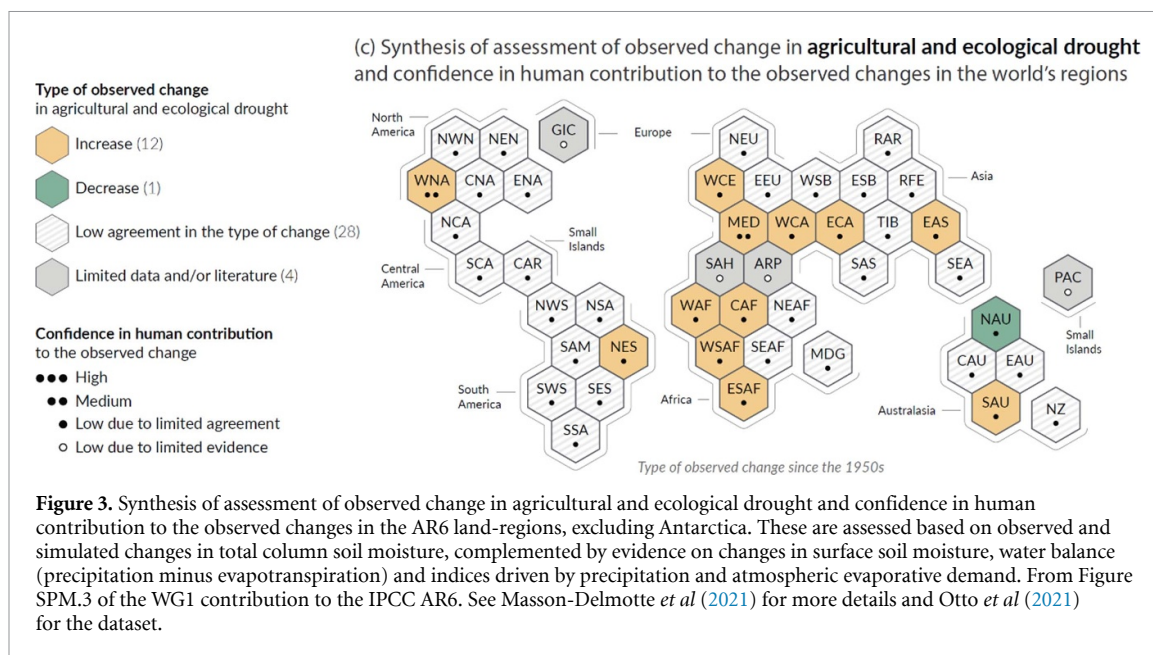 (c) Synthesis of assessment of observed change in agricultural and ecological drought
and confidence in human contribution to the observed changes in the world's regions
Type of observed change
in agricultural and ecological drought
Increase (12)
Decrease (1)
Low agreement in the type of change (28)
Limited data and/or literature (4)
Confidence in human contribution
to the observed change
●●● High
●● Medium
● Low due to limited agreement
○ Low due to limited evidence
North
America
NWN
NEN
GIC
Europe
NEU
RAR
WNA
CNA
ENA
WCE
EEU
WSB
ESB
RFE
Asia
NCA
MED
WCA
ECA
TIB
EAS
Small
Islands
Central
America
SCA
CAR
SAH
ARP
SAS
SEA
PAC
NWS
NSA
WAF
CAF
NEAF
NAU
Small
Islands
SAM
NES
WSAF
SEAF
MDG
CAU
EAU
South
America
SWS
SES
Africa
ESAF
Australasia
SAU
NZ
SSA
Type of observed change since the 1950s
Figure 3. Synthesis of assessment of observed change in agricultural and ecological drought and confidence in human
contribution to the observed changes in the AR6 land-regions, excluding Antarctica. These are assessed based on observed and
simulated changes in total column soil moisture, complemented by evidence on changes in surface soil moisture, water balance
(precipitation minus evapotranspiration) and indices driven by precipitation and atmospheric evaporative demand. From Figure
SPM.3 of the WG1 contribution to the IPCC AR6. See Masson-Delmotte et al (2021) for more details and Otto et al (2021)
for the dataset.